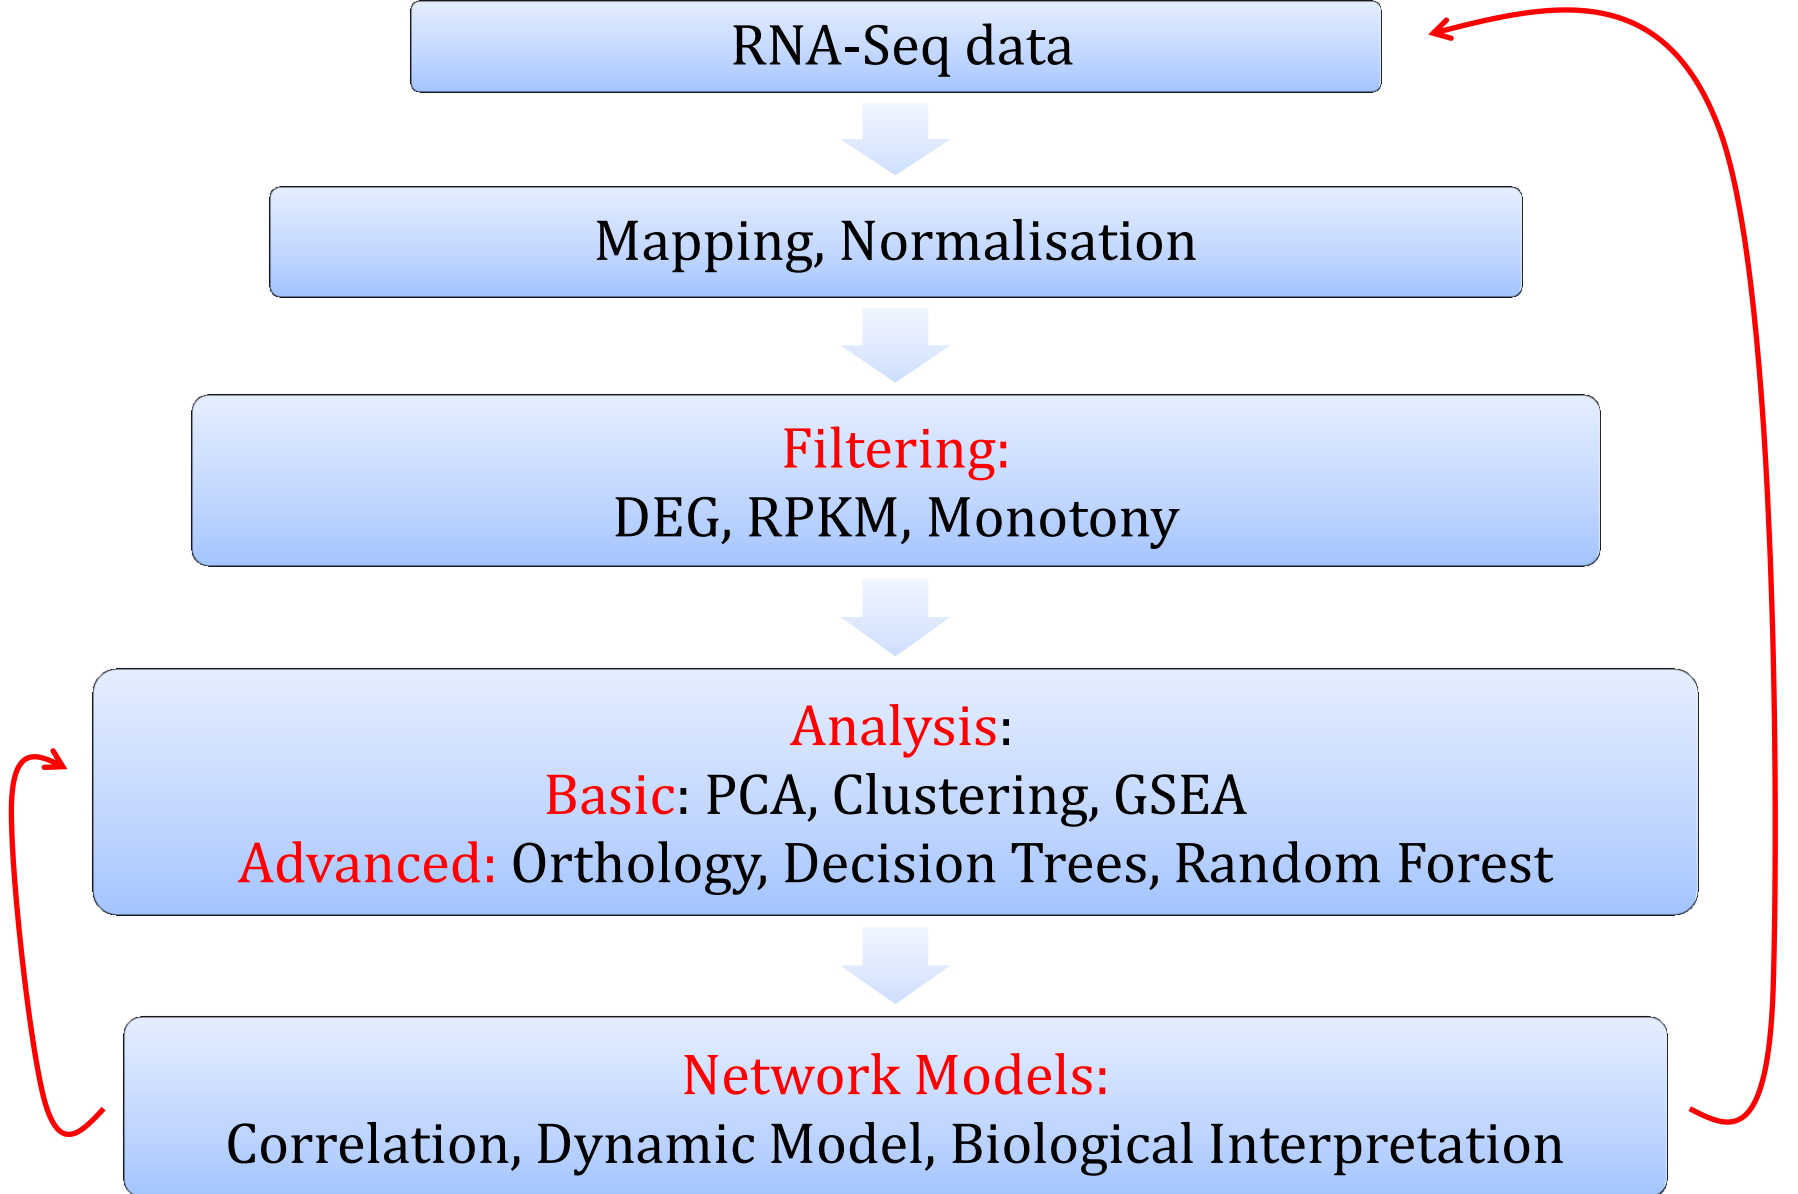 RNA-Seq data
Mapping, Normalisation
Filtering:
DEG, RPKM, Monotony
Analysis:
Basic: PCA, Clustering, GSEA
Advanced: Orthology, Decision Trees, Random Forest
Network Models:
Correlation, Dynamic Model, Biological Interpretation